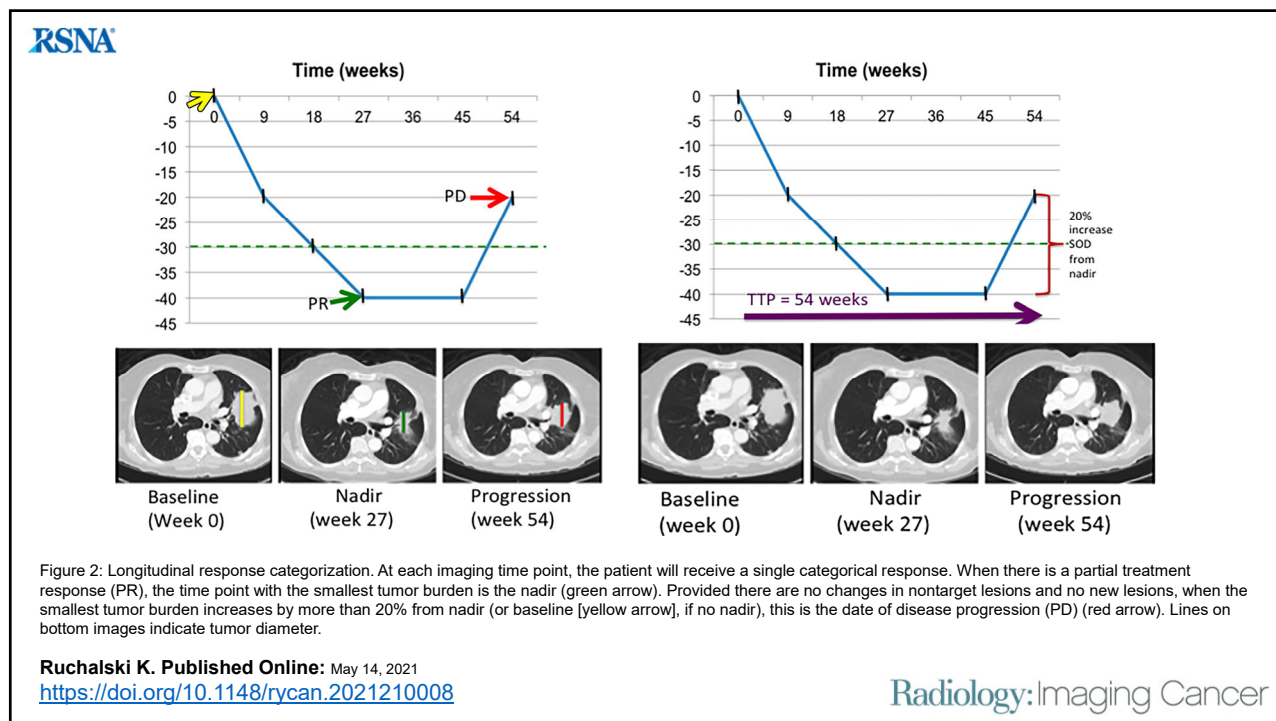 RSNA®
Time (weeks)
0
-5
-10
-15
-20
-25
-30
-35
-40
-45
0 9 18 27 36 45 54
PD
PR
Time (weeks)
0
-5
-10
-15
-20
-25
-30
-35
-40
-45
0 9 18 27 36 45 54
20%
increase
SOD
from
nadir
TTP = 54 weeks
Baseline
(Week 0)
Nadir
(week 27)
Progression
(week 54)
Baseline
(week 0)
Nadir
(week 27)
Progression
(week 54)
Figure 2: Longitudinal response categorization. At each imaging time point, the patient will receive a single categorical response. When there is a partial treatment
response (PR), the time point with the smallest tumor burden is the nadir (green arrow). Provided there are no changes in nontarget lesions and no new lesions, when the
smallest tumor burden increases by more than 20% from nadir (or baseline [yellow arrow], if no nadir), this is the date of disease progression (PD) (red arrow). Lines on
bottom images indicate tumor diameter.
Ruchalski K. Published Online: May 14, 2021
https://doi.org/10.1148/rycan.2021210008
Radiology: Imaging Cancer